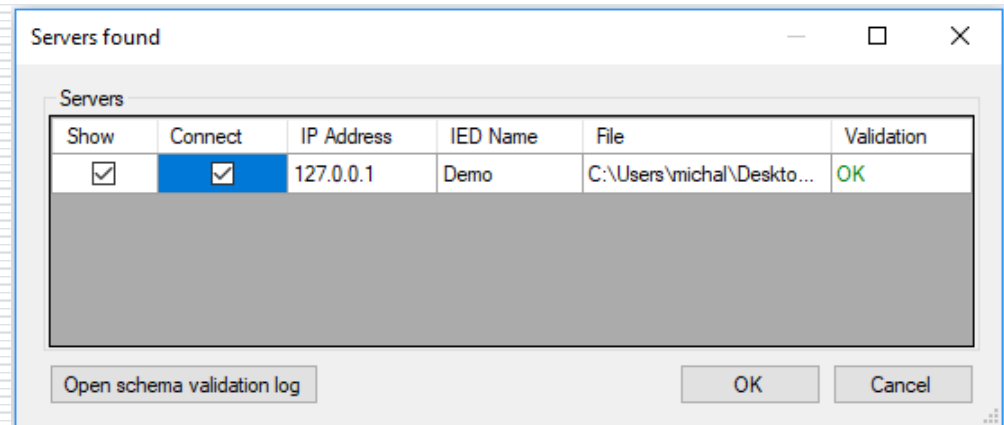 Servers found
Servers
Show Connect IP Address IED Name File Validation
127.0.0.1 Demo C:\Users\michal\Deskto... OK
Open schema validation log OK Cancel